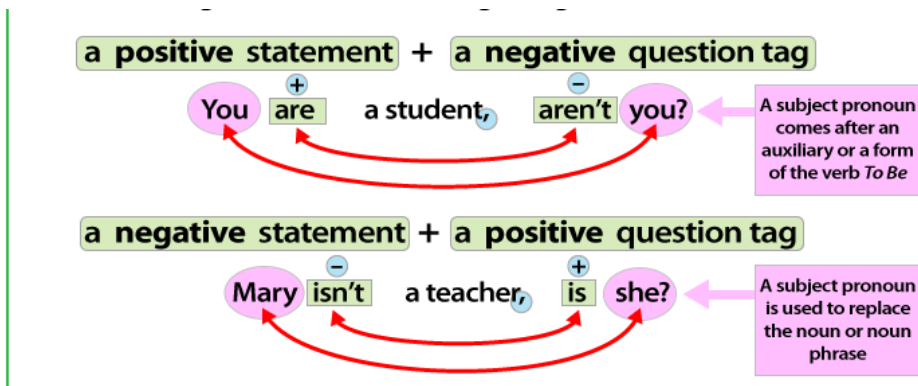 a positive statement + a negative question tag
+ −
You are a student, aren't you?
A subject pronoun
comes after an
auxiliary or a form
of the verb To Be
a negative statement + a positive question tag
− +
Mary isn't a teacher, is she?
A subject pronoun
is used to replace
the noun or noun
phrase